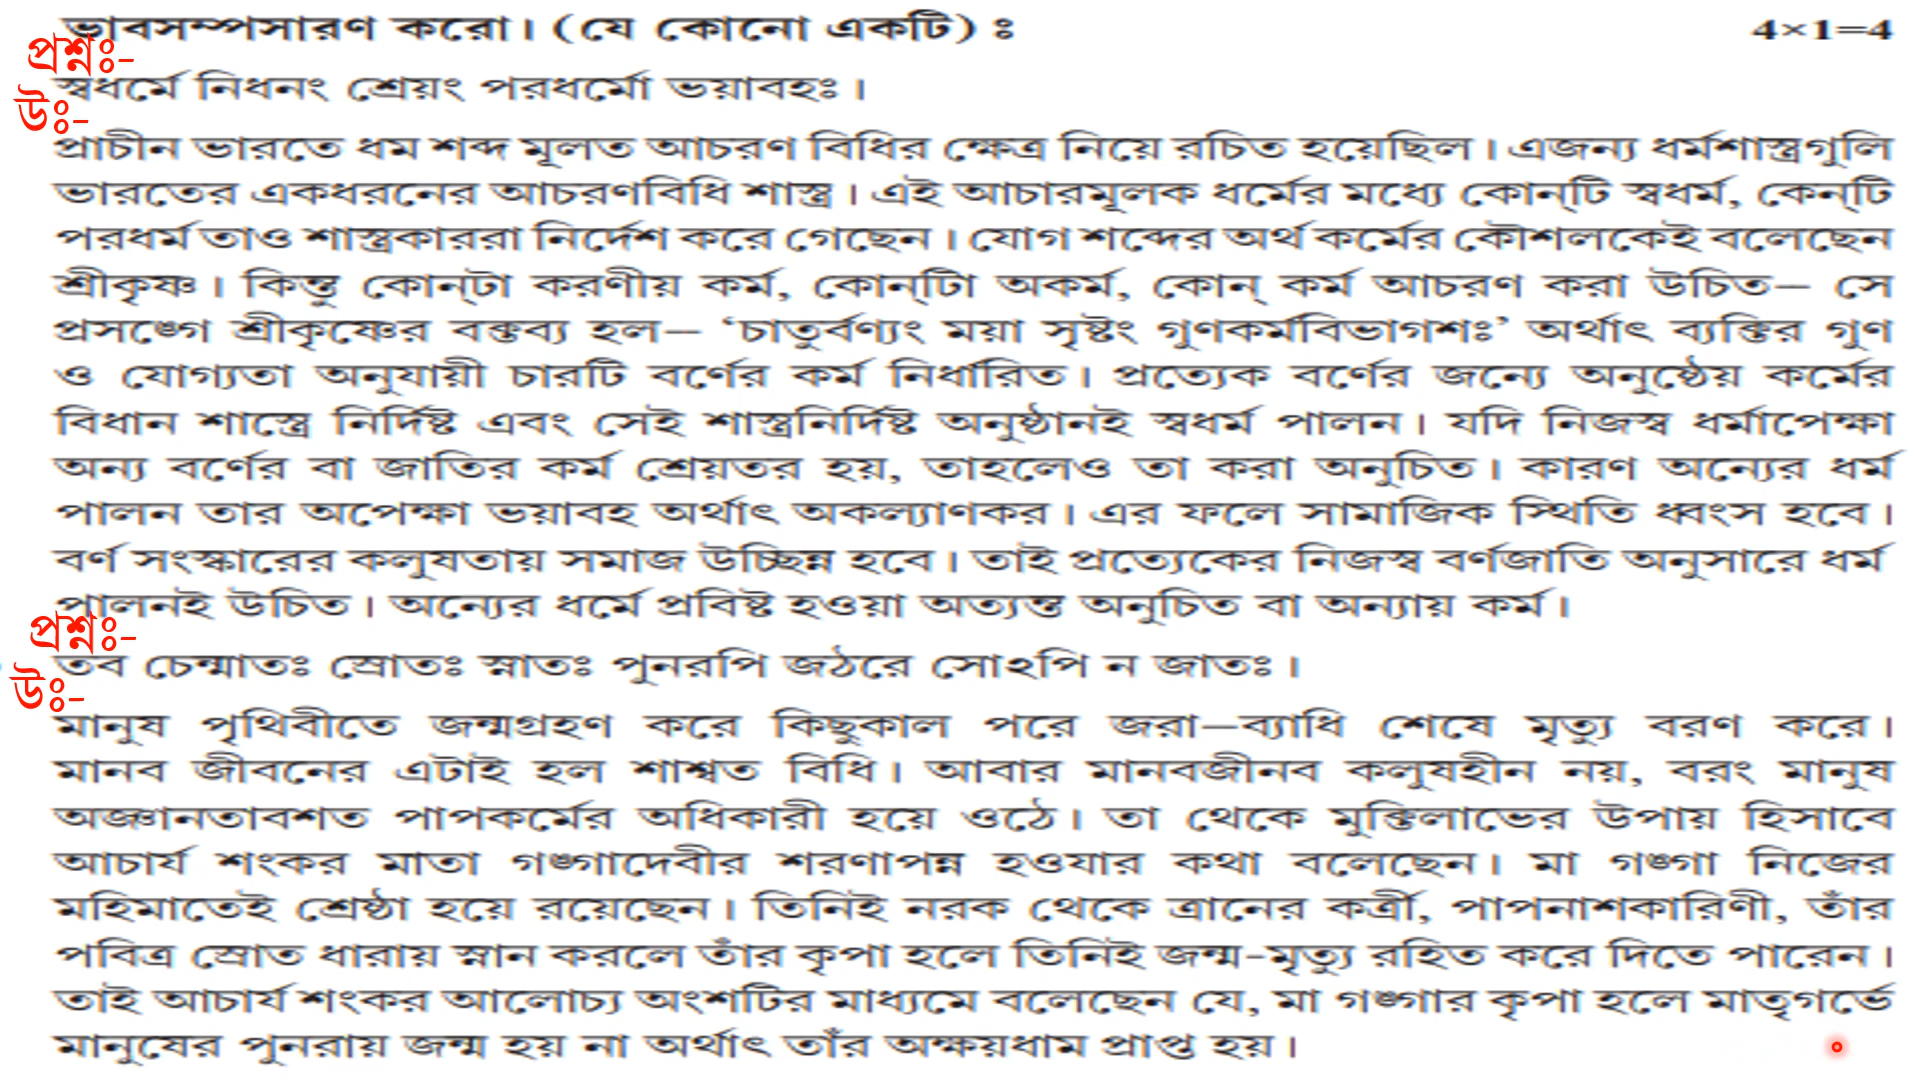 ভাবসম্পসারণ করো। (যে কোনো একটি) ঃ 4×1=4
প্রশ্নঃ-
স্বধর্মে নিধনং শ্রেয়ং পরধর্মো ভয়াবহঃ।
উঃ-
প্রাচীন ভারতে ধম শব্দ মূলত আচরণ বিধির ক্ষেত্র নিয়ে রচিত হয়েছিল। এজন্য ধর্মশাস্ত্রগুলি
ভারতের একধরনের আচরণবিধি শাস্ত্র। এই আচারমূলক ধর্মের মধ্যে কোন্‌টি স্বধর্ম, কেন্‌টি
পরধর্ম তাও শাস্ত্রকাররা নির্দেশ করে গেছেন। যোগ শব্দের অর্থ কর্মের কৌশলকেই বলেছেন
শ্রীকৃষ্ণ। কিন্তু কোন্‌টা করণীয় কর্ম, কোন্‌টিা অকর্ম, কোন্ কর্ম আচরণ করা উচিত— সে
প্রসঙ্গে শ্রীকৃষ্ণের বক্তব্য হল— ‘চাতুর্বণ্যং ময়া সৃষ্টং গুণকর্মবিভাগশঃ’ অর্থাৎ ব্যক্তির গুণ
ও যোগ্যতা অনুযায়ী চারটি বর্ণের কর্ম নির্ধারিত। প্রত্যেক বর্ণের জন্যে অনুষ্ঠেয় কর্মের
বিধান শাস্ত্রে নির্দিষ্ট এবং সেই শাস্ত্রনির্দিষ্ট অনুষ্ঠানই স্বধর্ম পালন। যদি নিজস্ব ধর্মাপেক্ষা
অন্য বর্ণের বা জাতির কর্ম শ্রেয়তর হয়, তাহলেও তা করা অনুচিত। কারণ অন্যের ধর্ম
পালন তার অপেক্ষা ভয়াবহ অর্থাৎ অকল্যাণকর। এর ফলে সামাজিক স্থিতি ধ্বংস হবে।
বর্ণ সংস্কারের কলুষতায় সমাজ উচ্ছিন্ন হবে। তাই প্রত্যেকের নিজস্ব বর্ণজাতি অনুসারে ধর্ম
পালনই উচিত। অন্যের ধর্মে প্রবিষ্ট হওয়া অত্যন্ত অনুচিত বা অন্যায় কর্ম।
প্রশ্নঃ-
তব চেন্মাতঃ স্রোতঃ স্নাতঃ পুনরপি জঠরে সোঽপি ন জাতঃ।
উঃ-
মানুষ পৃথিবীতে জন্মগ্রহণ করে কিছুকাল পরে জরা—ব্যাধি শেষে মৃত্যু বরণ করে।
মানব জীবনের এটাই হল শাশ্বত বিধি। আবার মানবজীনব কলুষহীন নয়, বরং মানুষ
অজ্ঞানতাবশত পাপকর্মের অধিকারী হয়ে ওঠে। তা থেকে মুক্তিলাভের উপায় হিসাবে
আচার্য শংকর মাতা গঙ্গাদেবীর শরণাপন্ন হওযার কথা বলেছেন। মা গঙ্গা নিজের
মহিমাতেই শ্রেষ্ঠা হয়ে রয়েছেন। তিনিই নরক থেকে ত্রানের কর্ত্রী, পাপনাশকারিণী, তাঁর
পবিত্র স্রোত ধারায় স্নান করলে তাঁর কৃপা হলে তিনিই জন্ম-মৃত্যু রহিত করে দিতে পারেন।
তাই আচার্য শংকর আলোচ্য অংশটির মাধ্যমে বলেছেন যে, মা গঙ্গার কৃপা হলে মাতৃগর্ভে
মানুষের পুনরায় জন্ম হয় না অর্থাৎ তাঁর অক্ষয়ধাম প্রাপ্ত হয়।